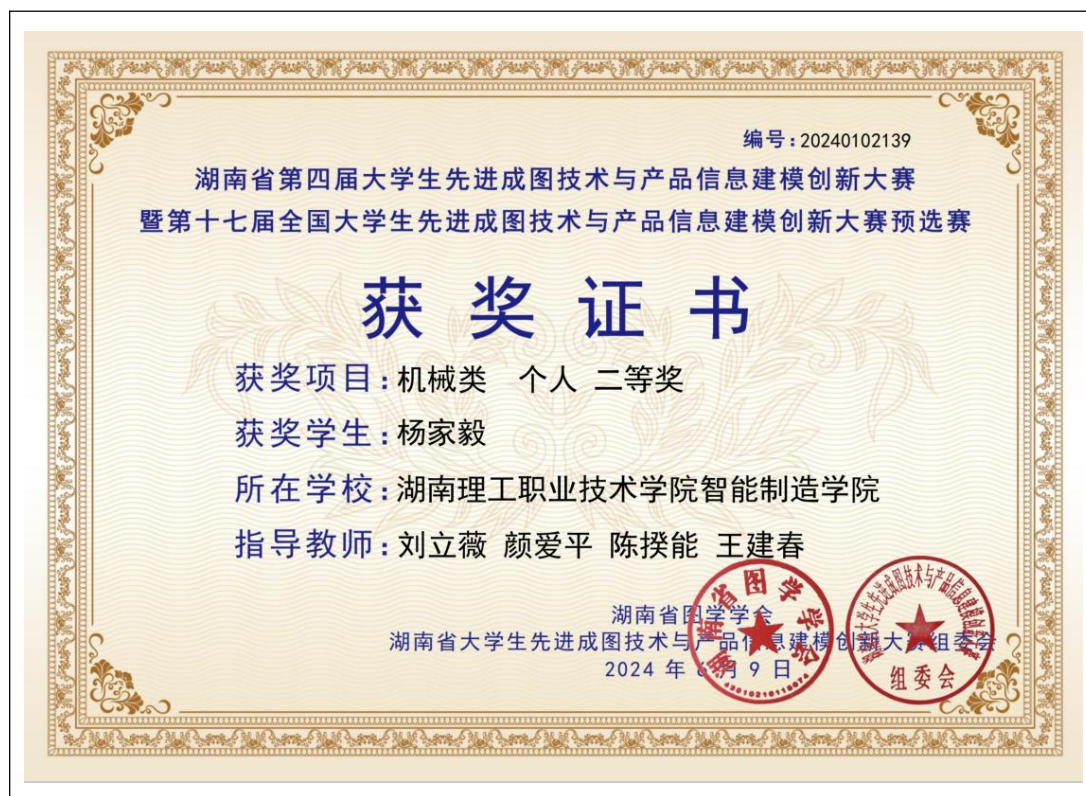 编号:20240102139
湖南省第四届大学生先进成图技术与产品信息建模创新大赛
暨第十七届全国大学生先进成图技术与产品信息建模创新大赛预选赛
获奖证书
获奖项目:机械类 个人 二等奖
获奖学生:杨家毅
所在学校:湖南理工职业技术学院智能制造学院
指导教师:刘立薇 颜爱平 陈揆能 王建春
湖南省图学学会
湖南省大学生先进成图技术与产品信息建模创新大赛组委会
2024 年 6 月 9 日
湖南省图学学会
组委会